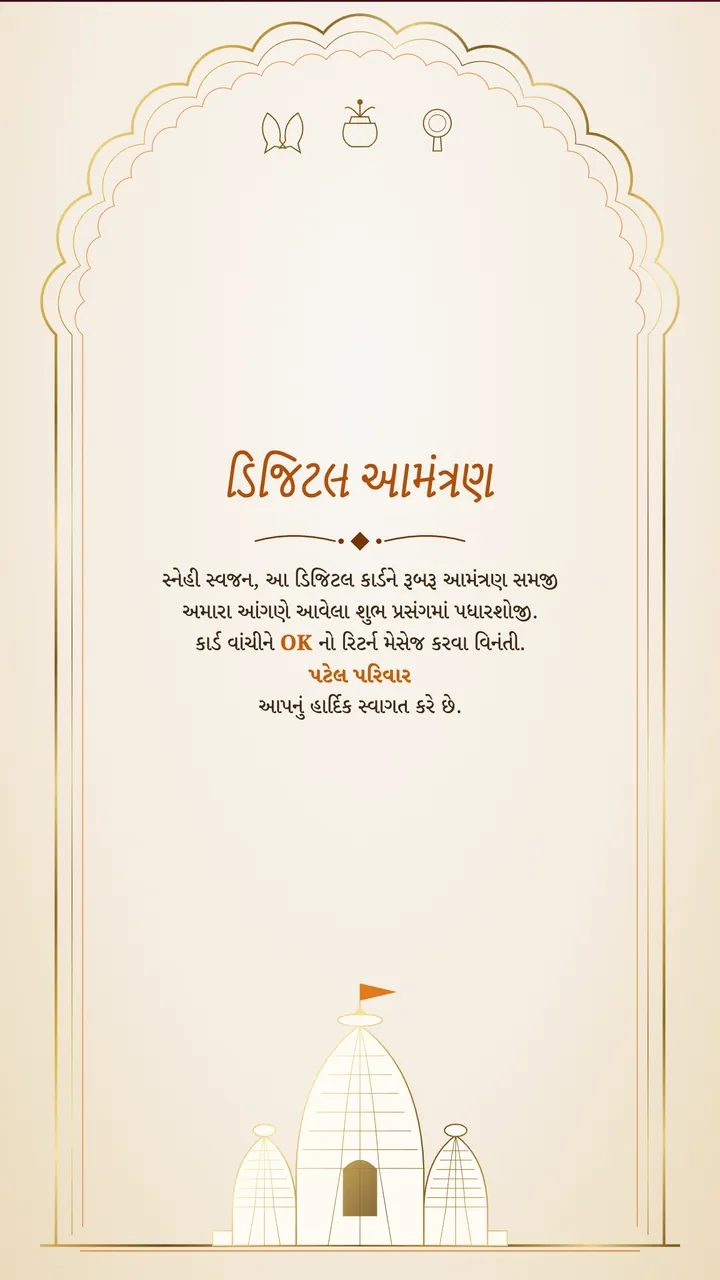 ડિજિટલ આમંત્રણ
સ્નેહી સ્વજન, આ ડિજિટલ કાર્ડને રૂબરૂ આમંત્રણ સમજી
અમારા આંગણે આવેલા શુભ પ્રસંગમાં પધારશોજી.
કાર્ડ વાંચીને OK નો રિટર્ન મેસેજ કરવા વિનંતી.
પટેલ પરિવાર
આપનું હાર્દિક સ્વાગત કરે છે.